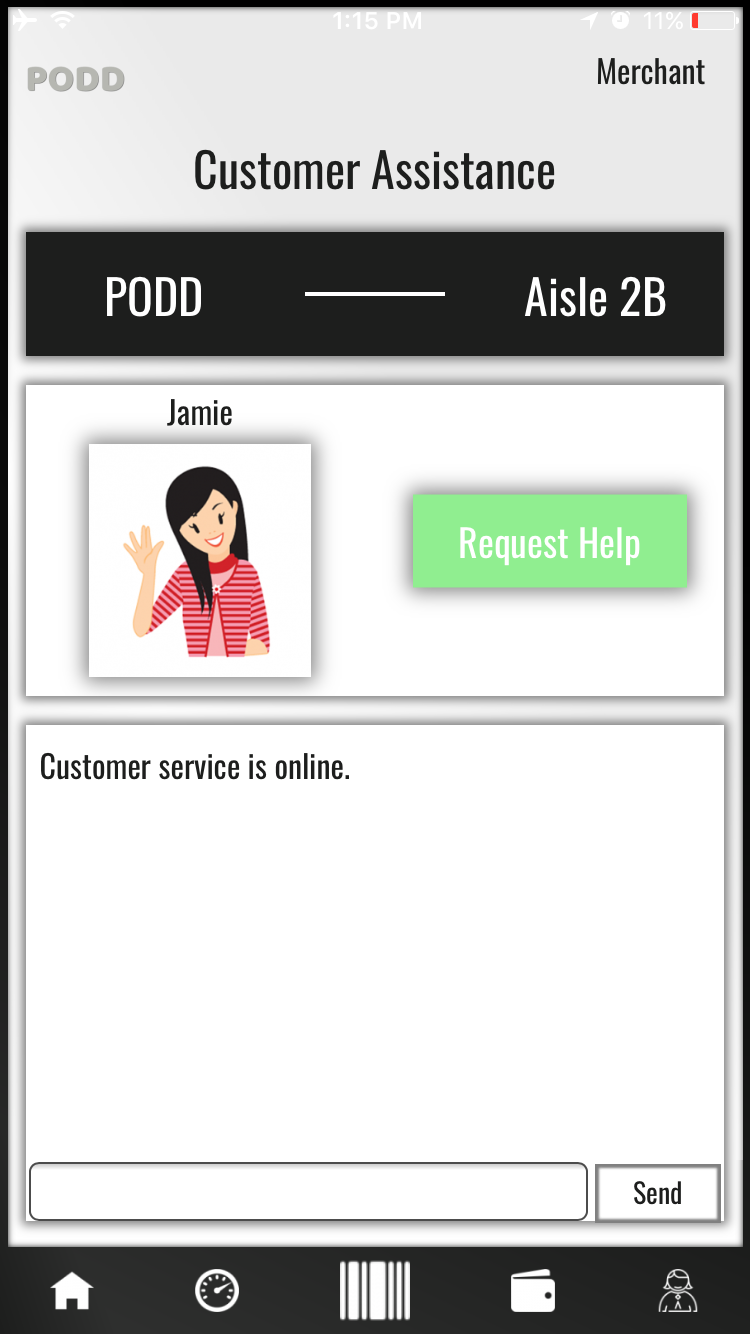 1:15 PM 11%
PODD Merchant
Customer Assistance
PODD Aisle 2B
Jamie
Request Help
Customer service is online.
Send